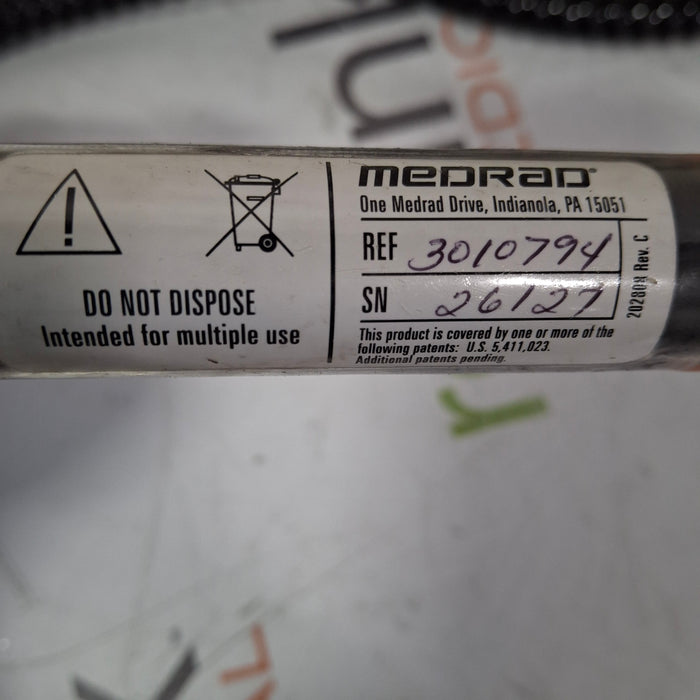 DO NOT DISPOSE
Intended for multiple use
MEDRAD®
One Medrad Drive, Indianola, PA 15051
REF 3010794
SN 26127
This product is covered by one or more of the
following patents: U.S. 5,411,023.
Additional patents pending.
Rev. C